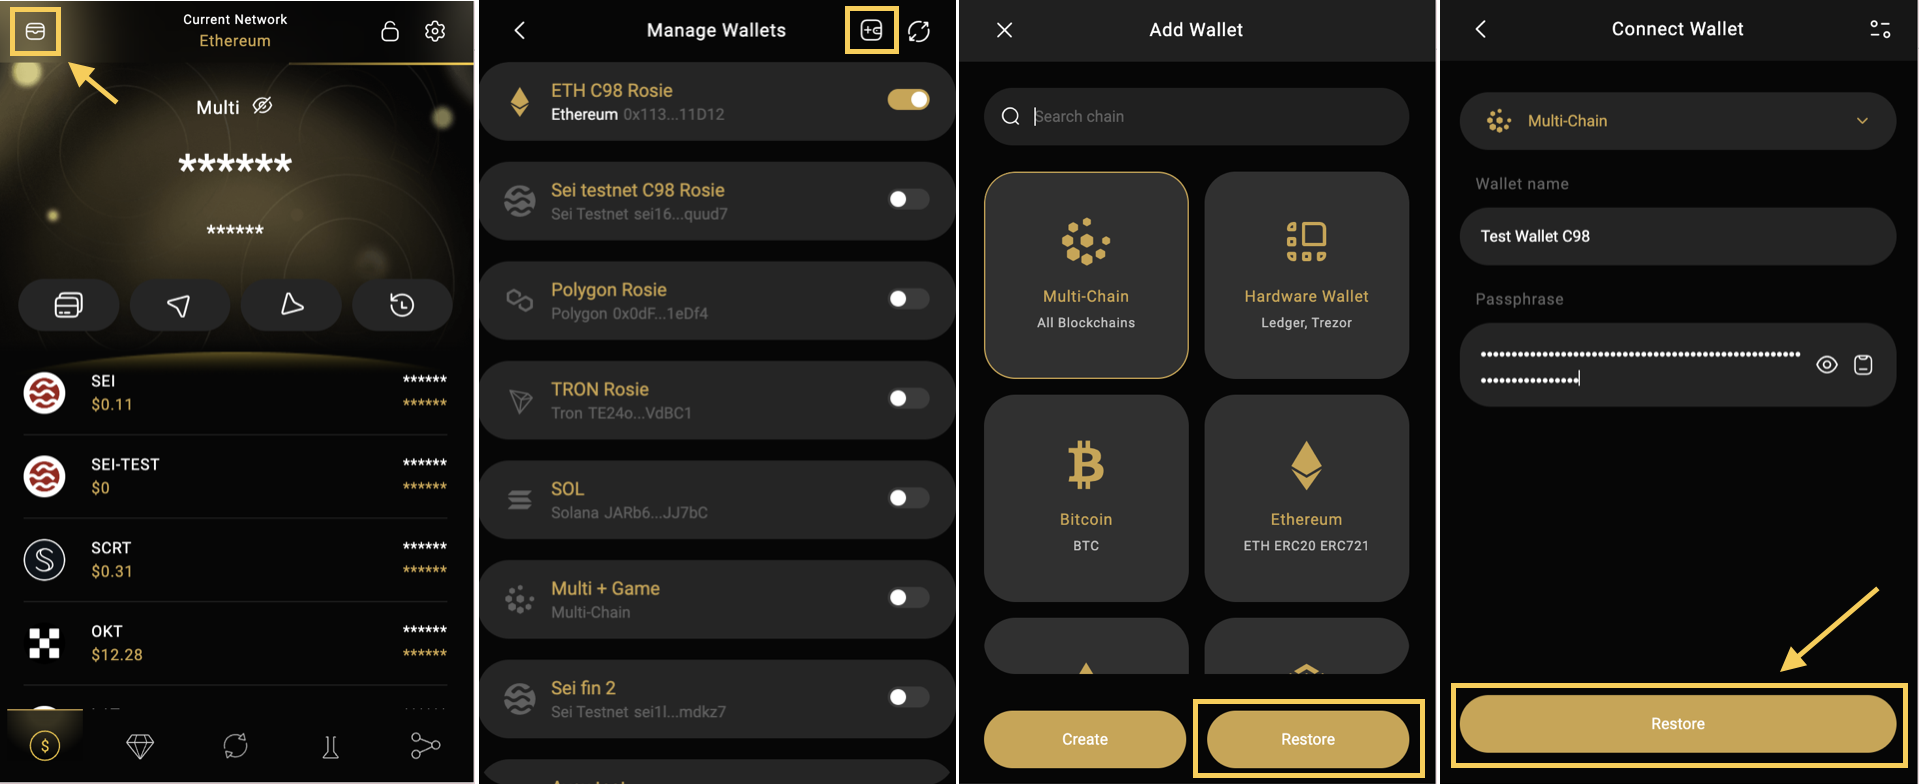 Current Network
Ethereum
Multi
******
******
SEI
$0.11
******
******
SEI-TEST
$0
******
******
SCRT
$0.31
******
******
OKT
$12.28
******
******
Manage Wallets
ETH C98 Rosie
Ethereum 0x113...11D12
Sei testnet C98 Rosie
Sei Testnet sei16...quud7
Polygon Rosie
Polygon 0x0dF...1eDf4
TRON Rosie
Tron TE24o...VdBC1
SOL
Solana JARb6...JJ7bC
Multi + Game
Multi-Chain
Sei fin 2
Sei Testnet sei1l...mdkz7
Add Wallet
Search chain
Multi-Chain
All Blockchains
Hardware Wallet
Ledger, Trezor
Bitcoin
BTC
Ethereum
ETH ERC20 ERC721
Create
Restore
Connect Wallet
Multi-Chain
Wallet name
Test Wallet C98
Passphrase
Restore